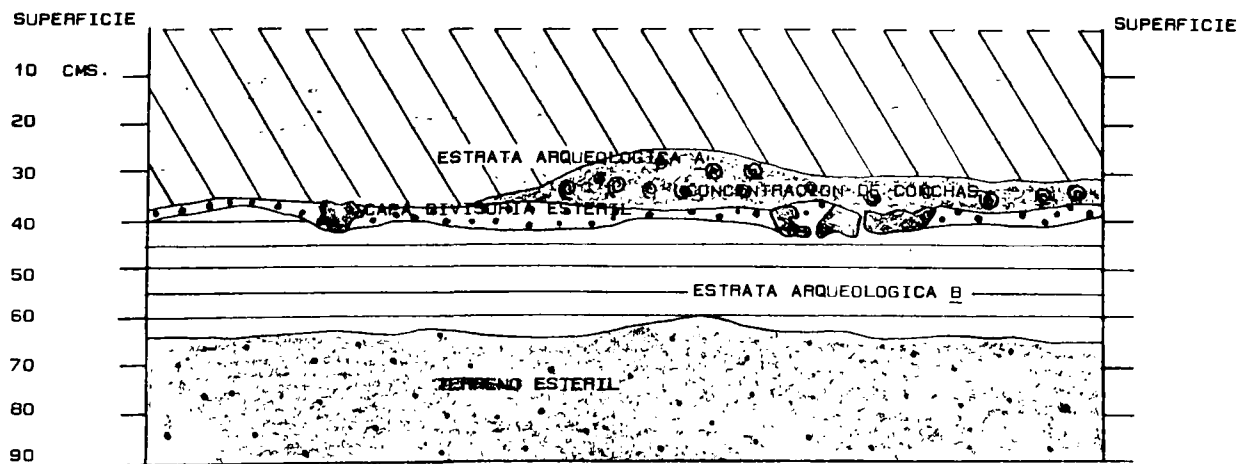 SUPERFICIE
SUPERFICIE
10 CMS.
20
ESTRATA ARQUEOLOGICA A
30
CONCENTRACION DE CONCHAS
CAPA DIVISORIA ESTERIL
40
50
ESTRATA ARQUEOLOGICA B
60
70
TERRENO ESTERIL
80
90